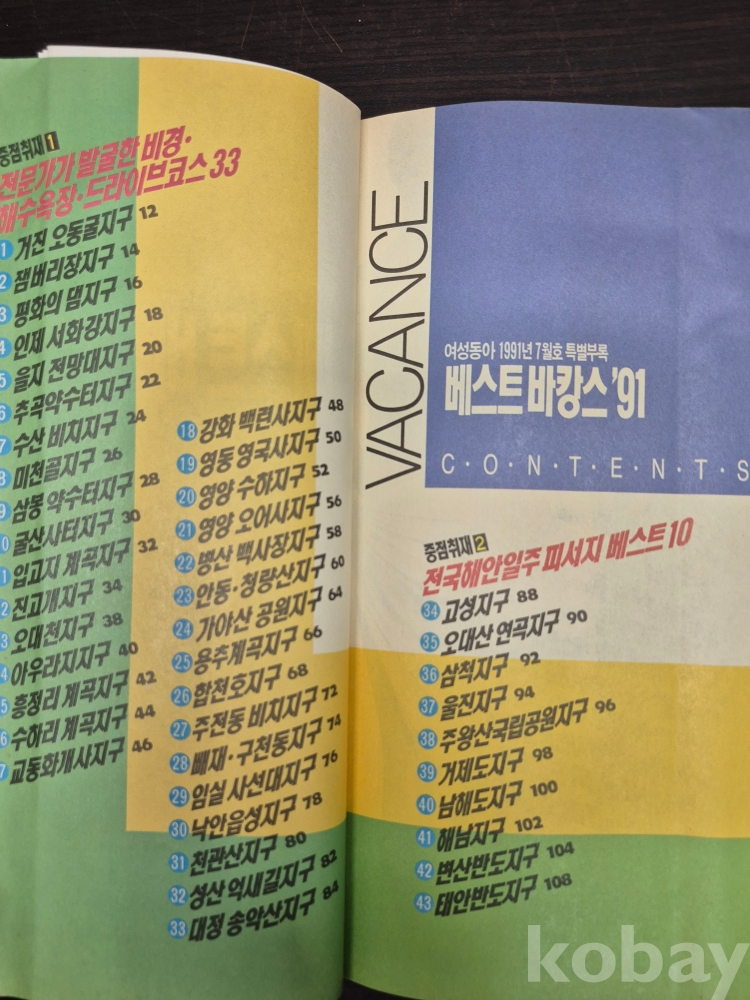 중점취재 1
전문가가 발굴한 비경·
해수욕장·드라이브코스 33
1 거진 오동굴지구 12
2 잼버리장지구 14
3 평화의 댐지구 16
4 인제 서화강지구 18
5 을지 전망대지구 20
6 추곡약수터지구 22
7 수산 비치지구 24
8 미천골지구 26
9 삼봉 약수터지구 28
0 굴산사터지구 30
1 입고지 계곡지구 32
2 진고개지구 34
3 오대천지구 38
4 아우라지지구 40
5 흥정리 계곡지구 42
6 수하리 계곡지구 44
7 교동화개사지구 46
18 강화 백련사지구 48
19 영동 영국사지구 50
20 영양 수하지구 52
21 영양 오어사지구 56
22 병산 백사장지구 58
23 안동·청량산지구 60
24 가야산 공원지구 64
25 용추계곡지구 66
26 합천호지구 68
27 주전동 비치지구 72
28 배재·구천동지구 74
29 임실 사선대지구 76
30 낙안읍성지구 78
31 천관산지구 80
32 성산 억새길지구 82
33 대정 송악산지구 84
VACANCE
여성동아 1991년 7월호 특별부록
베스트 바캉스 '91
C·O·N·T·E·N·T·S
중점취재 2
전국해안일주 피서지 베스트 10
34 고성지구 88
35 오대산 연곡지구 90
36 삼척지구 92
37 울진지구 94
38 주왕산국립공원지구 96
39 거제도지구 98
40 남해도지구 100
41 해남지구 102
42 변산반도지구 104
43 태안반도지구 108
kobay